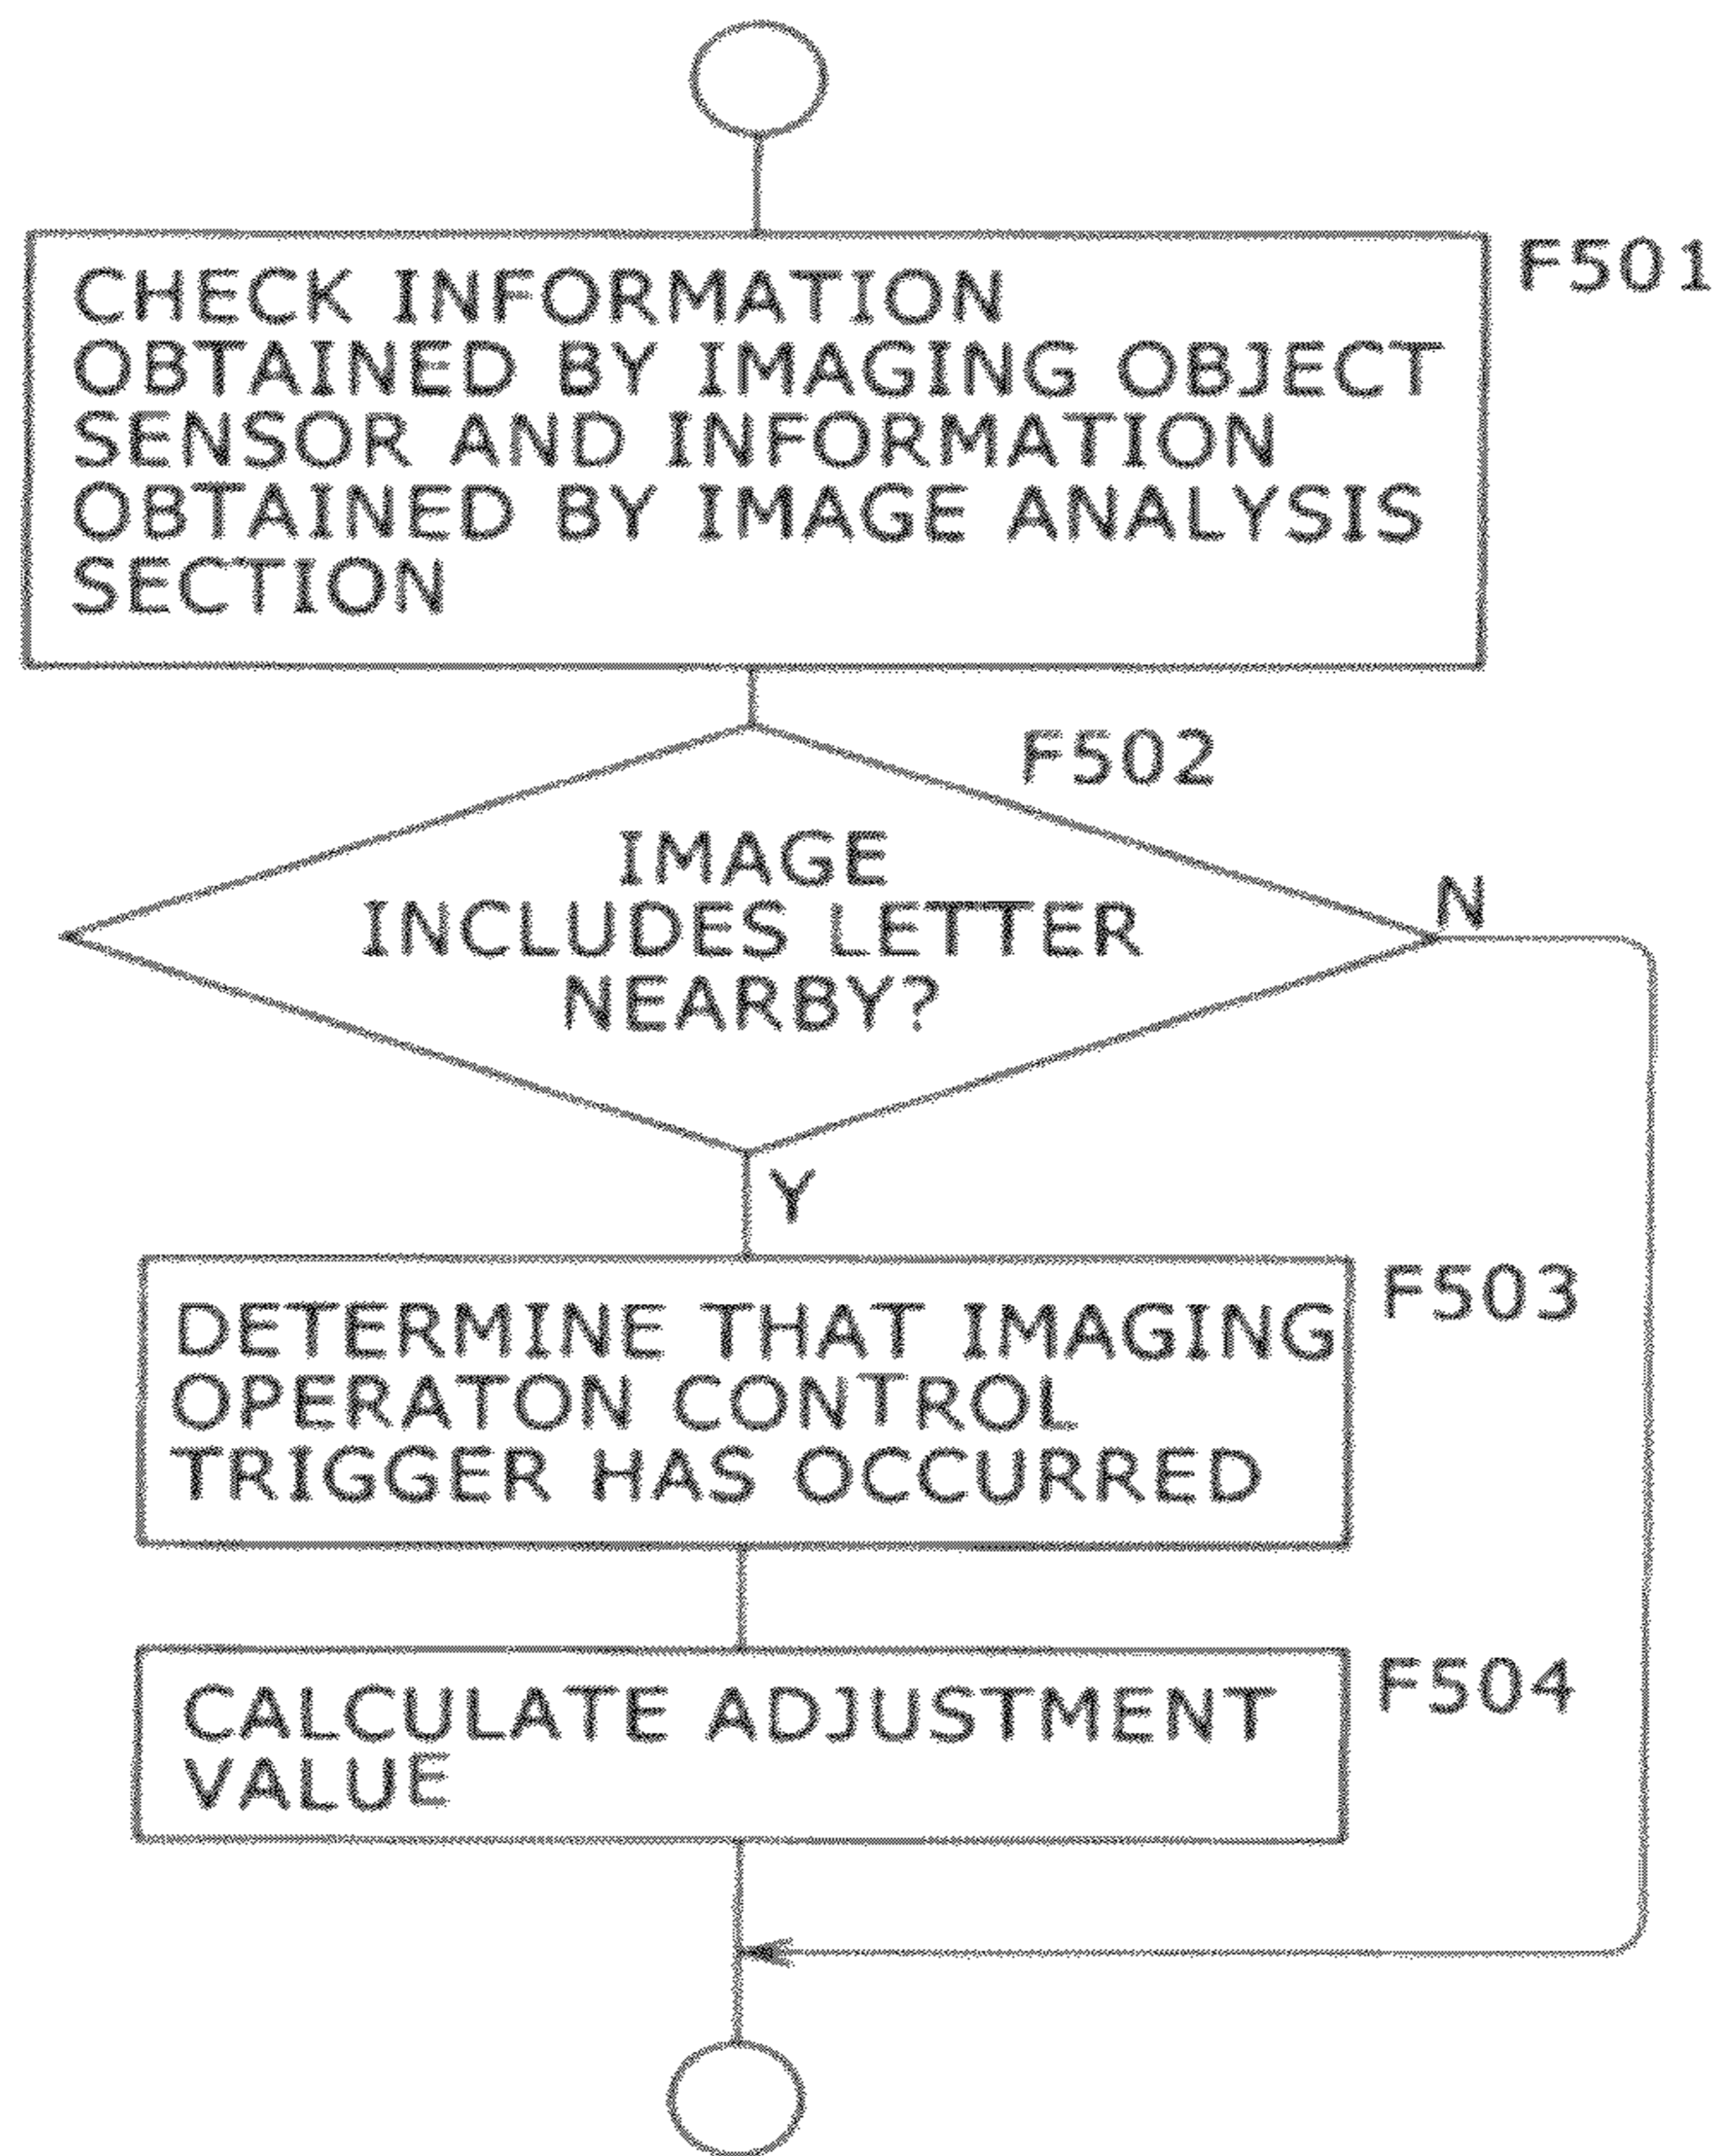 F501
CHECK INFORMATION
OBTAINED BY IMAGING OBJECT
SENSOR AND INFORMATION
OBTAINED BY IMAGE ANALYSIS
SECTION
F502
IMAGE
INCLUDES LETTER
NEARBY?
N
Y
F503
DETERMINE THAT IMAGING
OPERATON CONTROL
TRIGGER HAS OCCURRED
F504
CALCULATE ADJUSTMENT
VALUE